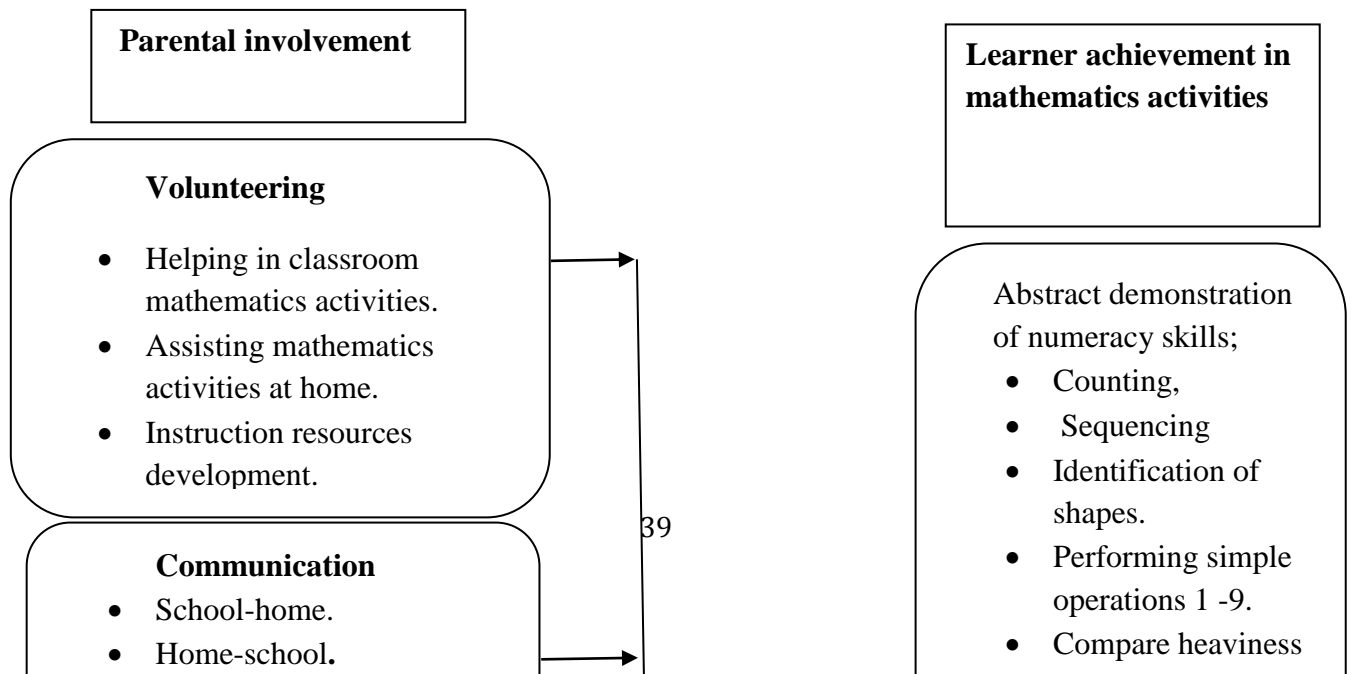 Parental involvement
Volunteering
• Helping in classroom
mathematics activities.
• Assisting mathematics
activities at home.
• Instruction resources
development.
Communication
• School-home.
• Home-school.
39
Learner achievement in
mathematics activities
Abstract demonstration
of numeracy skills;
• Counting,
• Sequencing
• Identification of
shapes.
• Performing simple
operations 1 -9.
• Compare heaviness